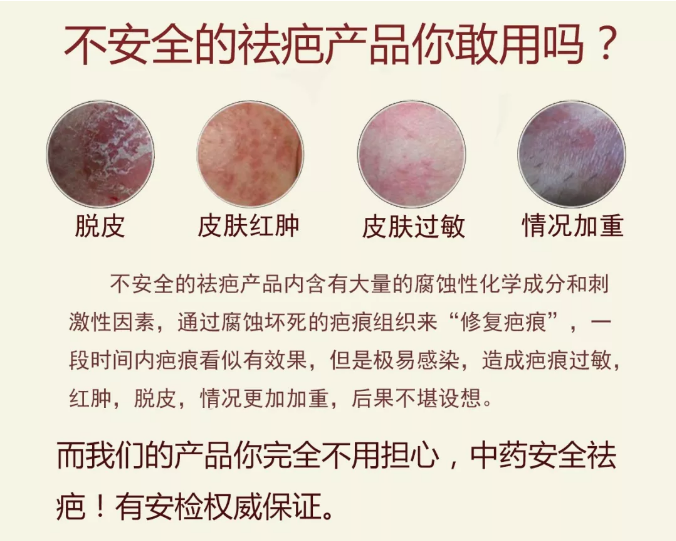 不安全的祛疤产品你敢用吗？
脱皮
皮肤红肿
皮肤过敏
情况加重
不安全的祛疤产品内含有大量的腐蚀性化学成分和刺
激性因素，通过腐蚀坏死的疤痕组织来“修复疤痕”，一
段时间内疤痕看似有效果，但是极易感染，造成疤痕过敏，
红肿，脱皮，情况更加加重，后果不堪设想。
而我们的产品你完全不用担心，中药安全祛
疤！有安检权威保证。